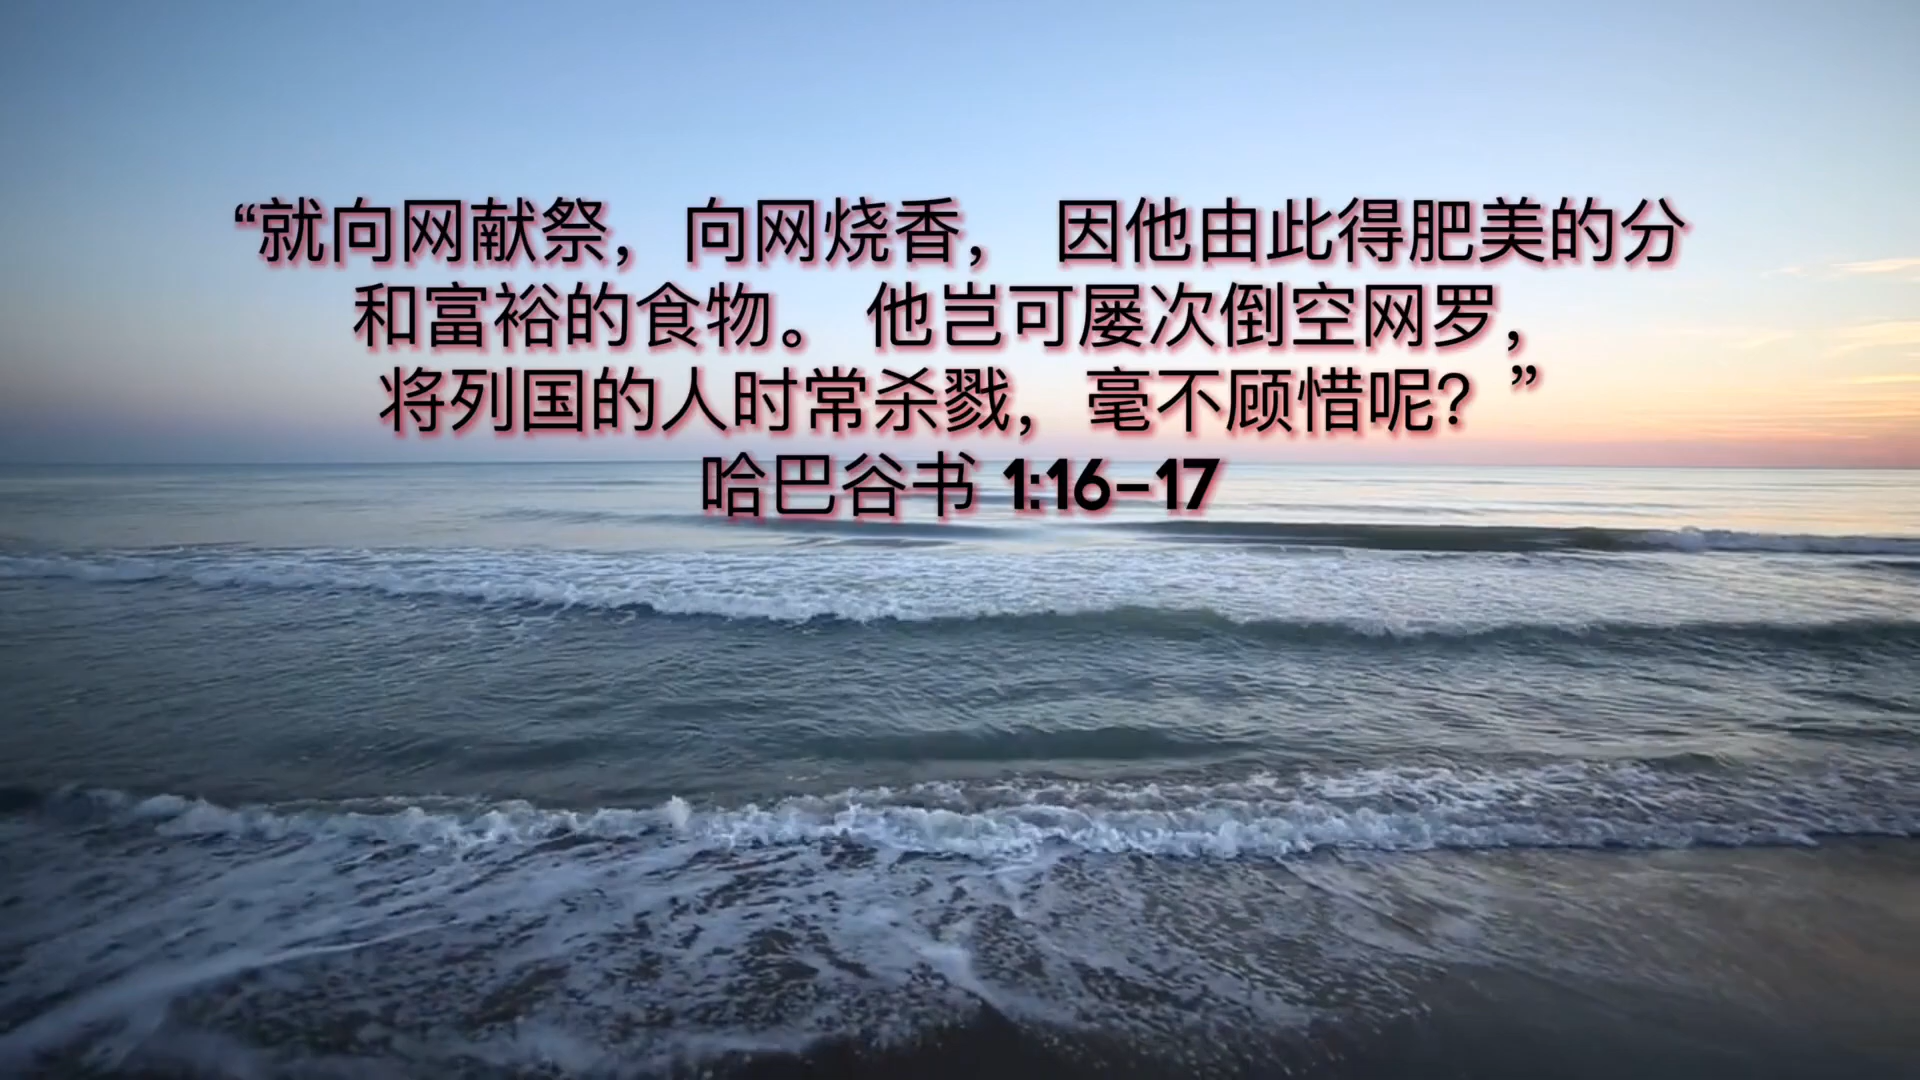 “就向网献祭， 向网烧香， 因他由此得肥美的分
和富裕的食物。 他岂可屡次倒空网罗，
将列国的人时常杀戮，毫不顾惜呢？”
哈巴谷书 1:16-17